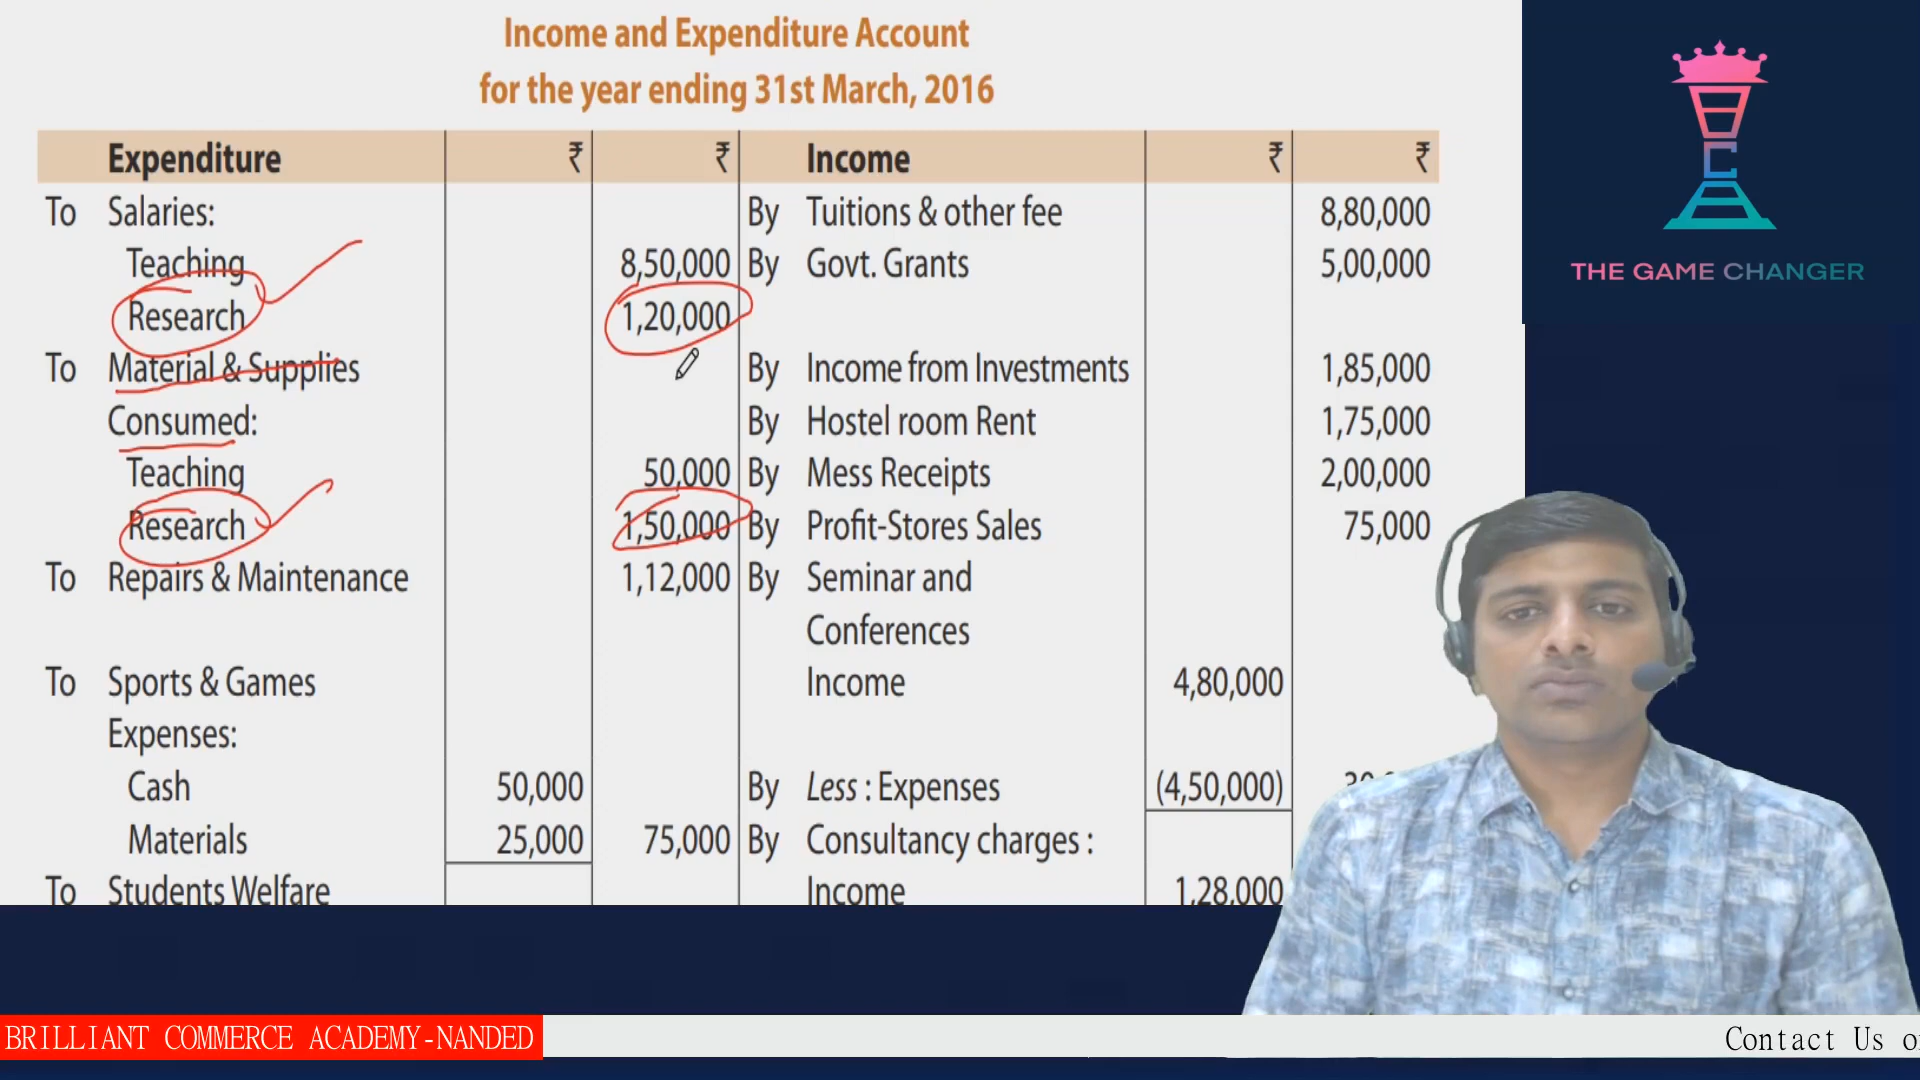 Income and Expenditure Account
for the year ending 31st March, 2016
Expenditure ₹ ₹ Income ₹ ₹
To Salaries: By Tuitions & other fee 8,80,000
Teaching 8,50,000 By Govt. Grants 5,00,000
Research 1,20,000
To Material & Supplies By Income from Investments 1,85,000
Consumed: By Hostel room Rent 1,75,000
Teaching 50,000 By Mess Receipts 2,00,000
Research 1,50,000 By Profit-Stores Sales 75,000
To Repairs & Maintenance 1,12,000 By Seminar and
Conferences
To Sports & Games Income 4,80,000
Expenses:
Cash 50,000 By Less : Expenses (4,50,000)
Materials 25,000 75,000 By Consultancy charges :
To Students Welfare Income 1,28,000
THE GAME CHANGER
BRILLIANT COMMERCE ACADEMY-NANDED
Contact Us